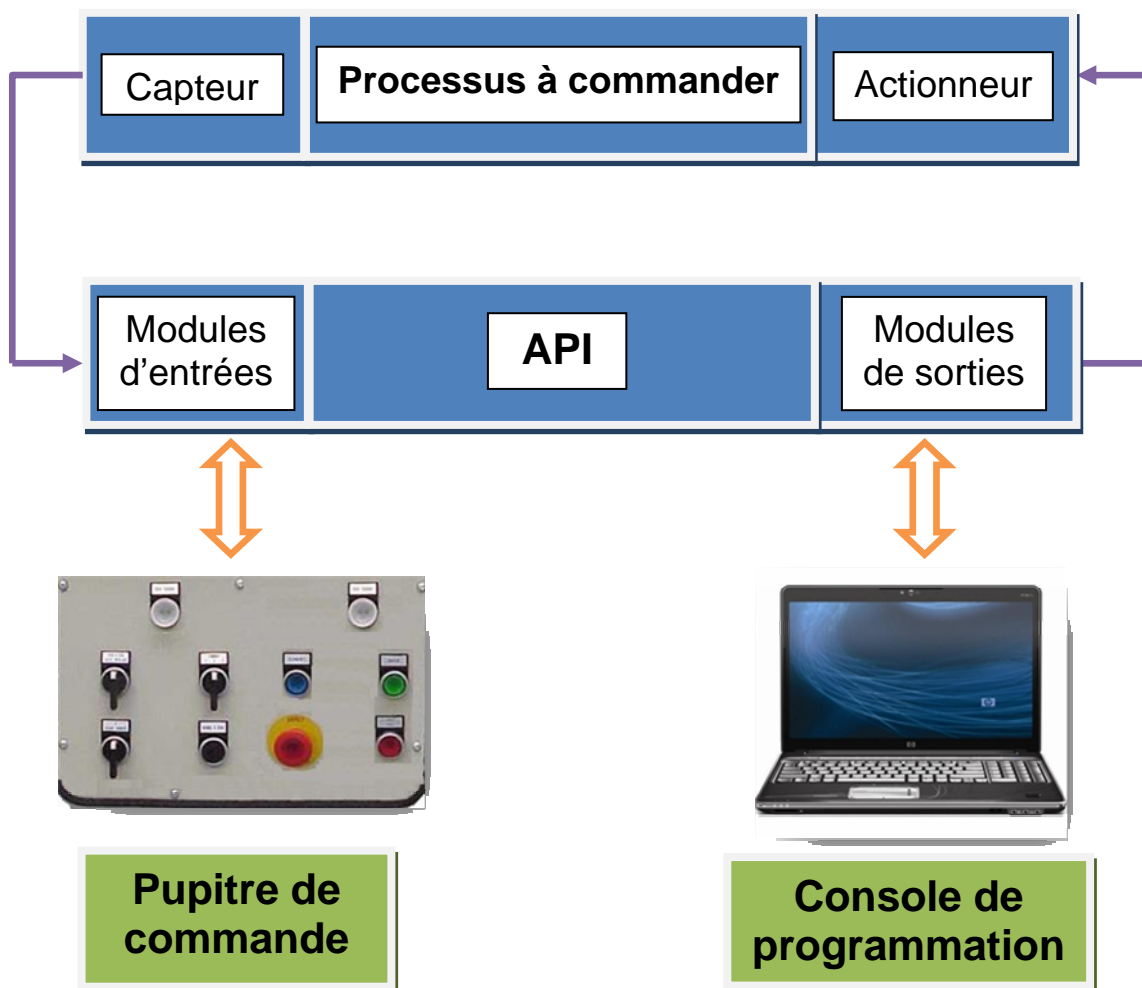 Capteur
Processus à commander
Actionneur
Modules
d’entrées
API
Modules
de sorties
Pupitre de
commande
Console de
programmation